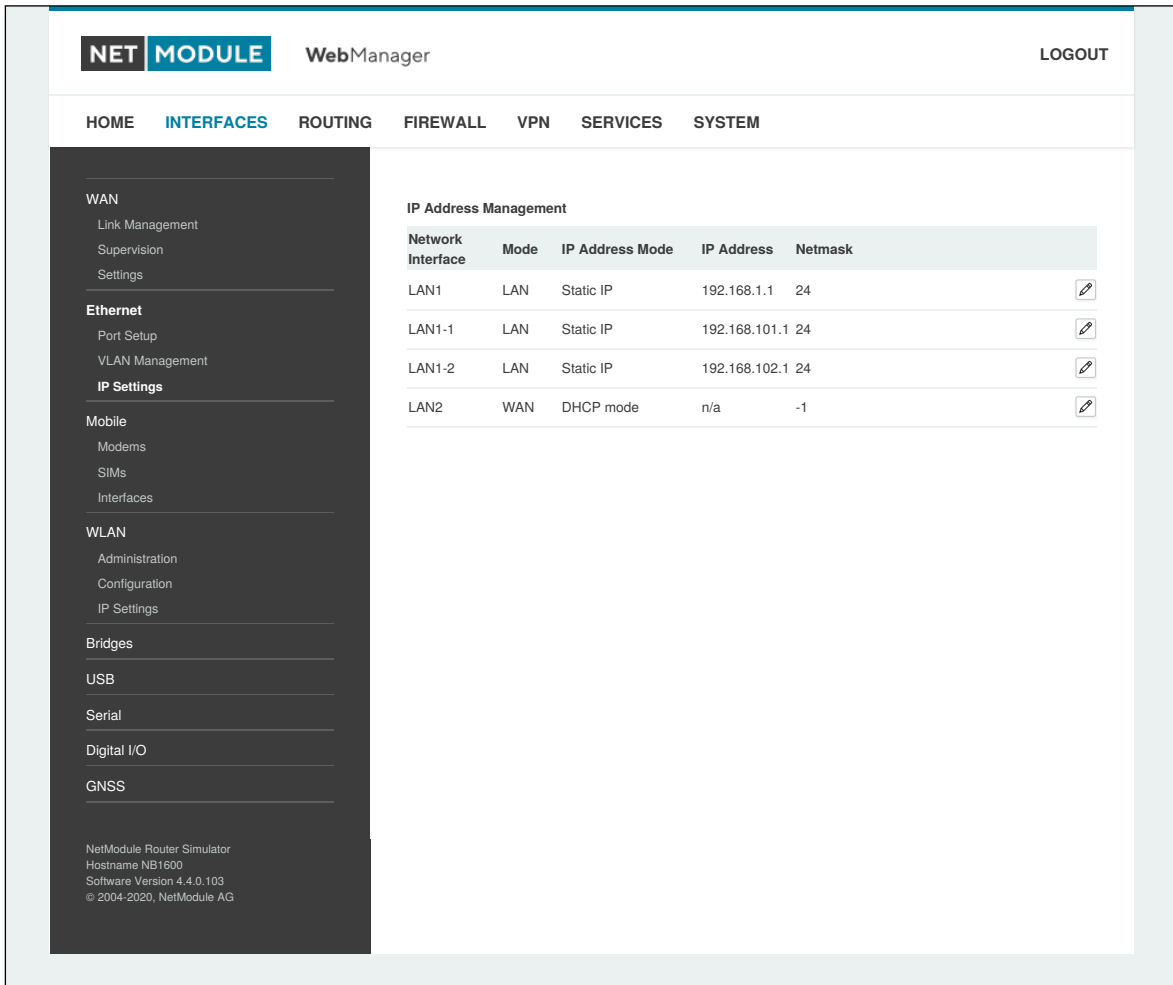 NET MODULE WebManager LOGOUT
HOME INTERFACES ROUTING FIREWALL VPN SERVICES SYSTEM
WAN
Link Management
Supervision
Settings
Ethernet
Port Setup
VLAN Management
IP Settings
Mobile
Modems
SIMs
Interfaces
WLAN
Administration
Configuration
IP Settings
Bridges
USB
Serial
Digital I/O
GNSS
NetModule Router Simulator
Hostname NB1600
Software Version 4.4.0.103
© 2004-2020, NetModule AG
IP Address Management
Network
Interface Mode IP Address Mode IP Address Netmask
LAN1 LAN Static IP 192.168.1.1 24
LAN1-1 LAN Static IP 192.168.101.1 24
LAN1-2 LAN Static IP 192.168.102.1 24
LAN2 WAN DHCP mode n/a -1